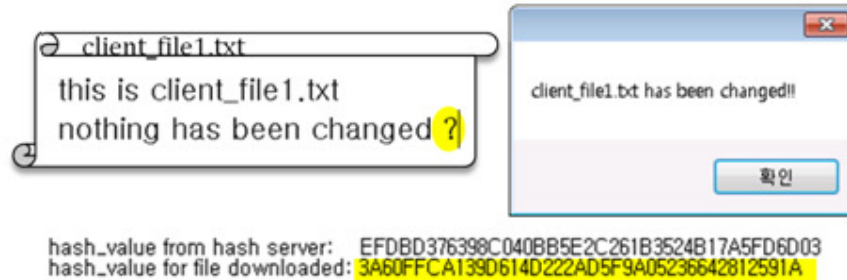 client_file1.txt
this is client_file1.txt
nothing has been changed ?
client_file1.txt has been changed!!
확인
hash_value from hash server: EFDBD376398C040BB5E2C261B3524B17A5FD6D03
hash_value for file downloaded: 3A60FFCA139D614D222AD5F9A05236642812591A